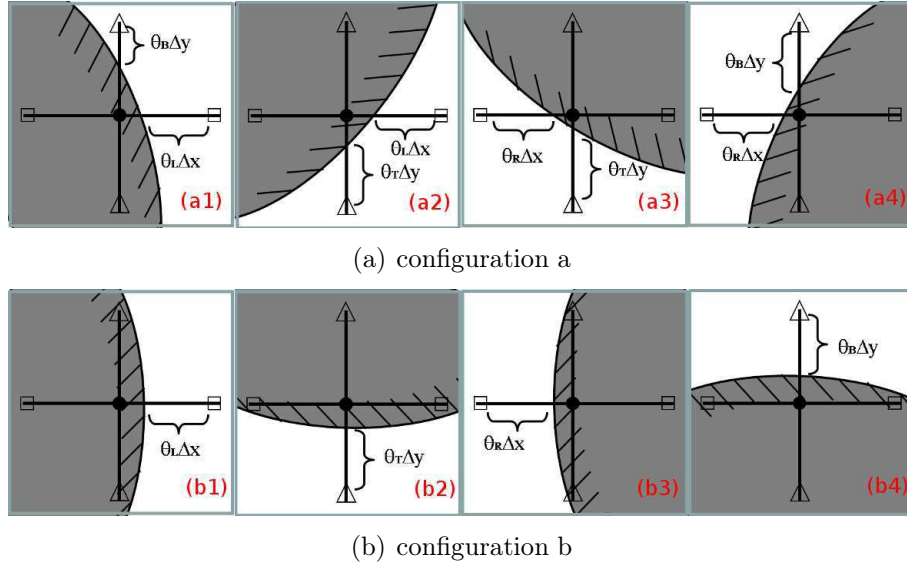 θBΔy
θLΔx
(a1)
θLΔx
θTΔy
(a2)
θRΔx
θTΔy
(a3)
θBΔy
θRΔx
(a4)
(a) configuration a
θLΔx
(b1)
θTΔy
(b2)
θRΔx
(b3)
θBΔy
(b4)
(b) configuration b